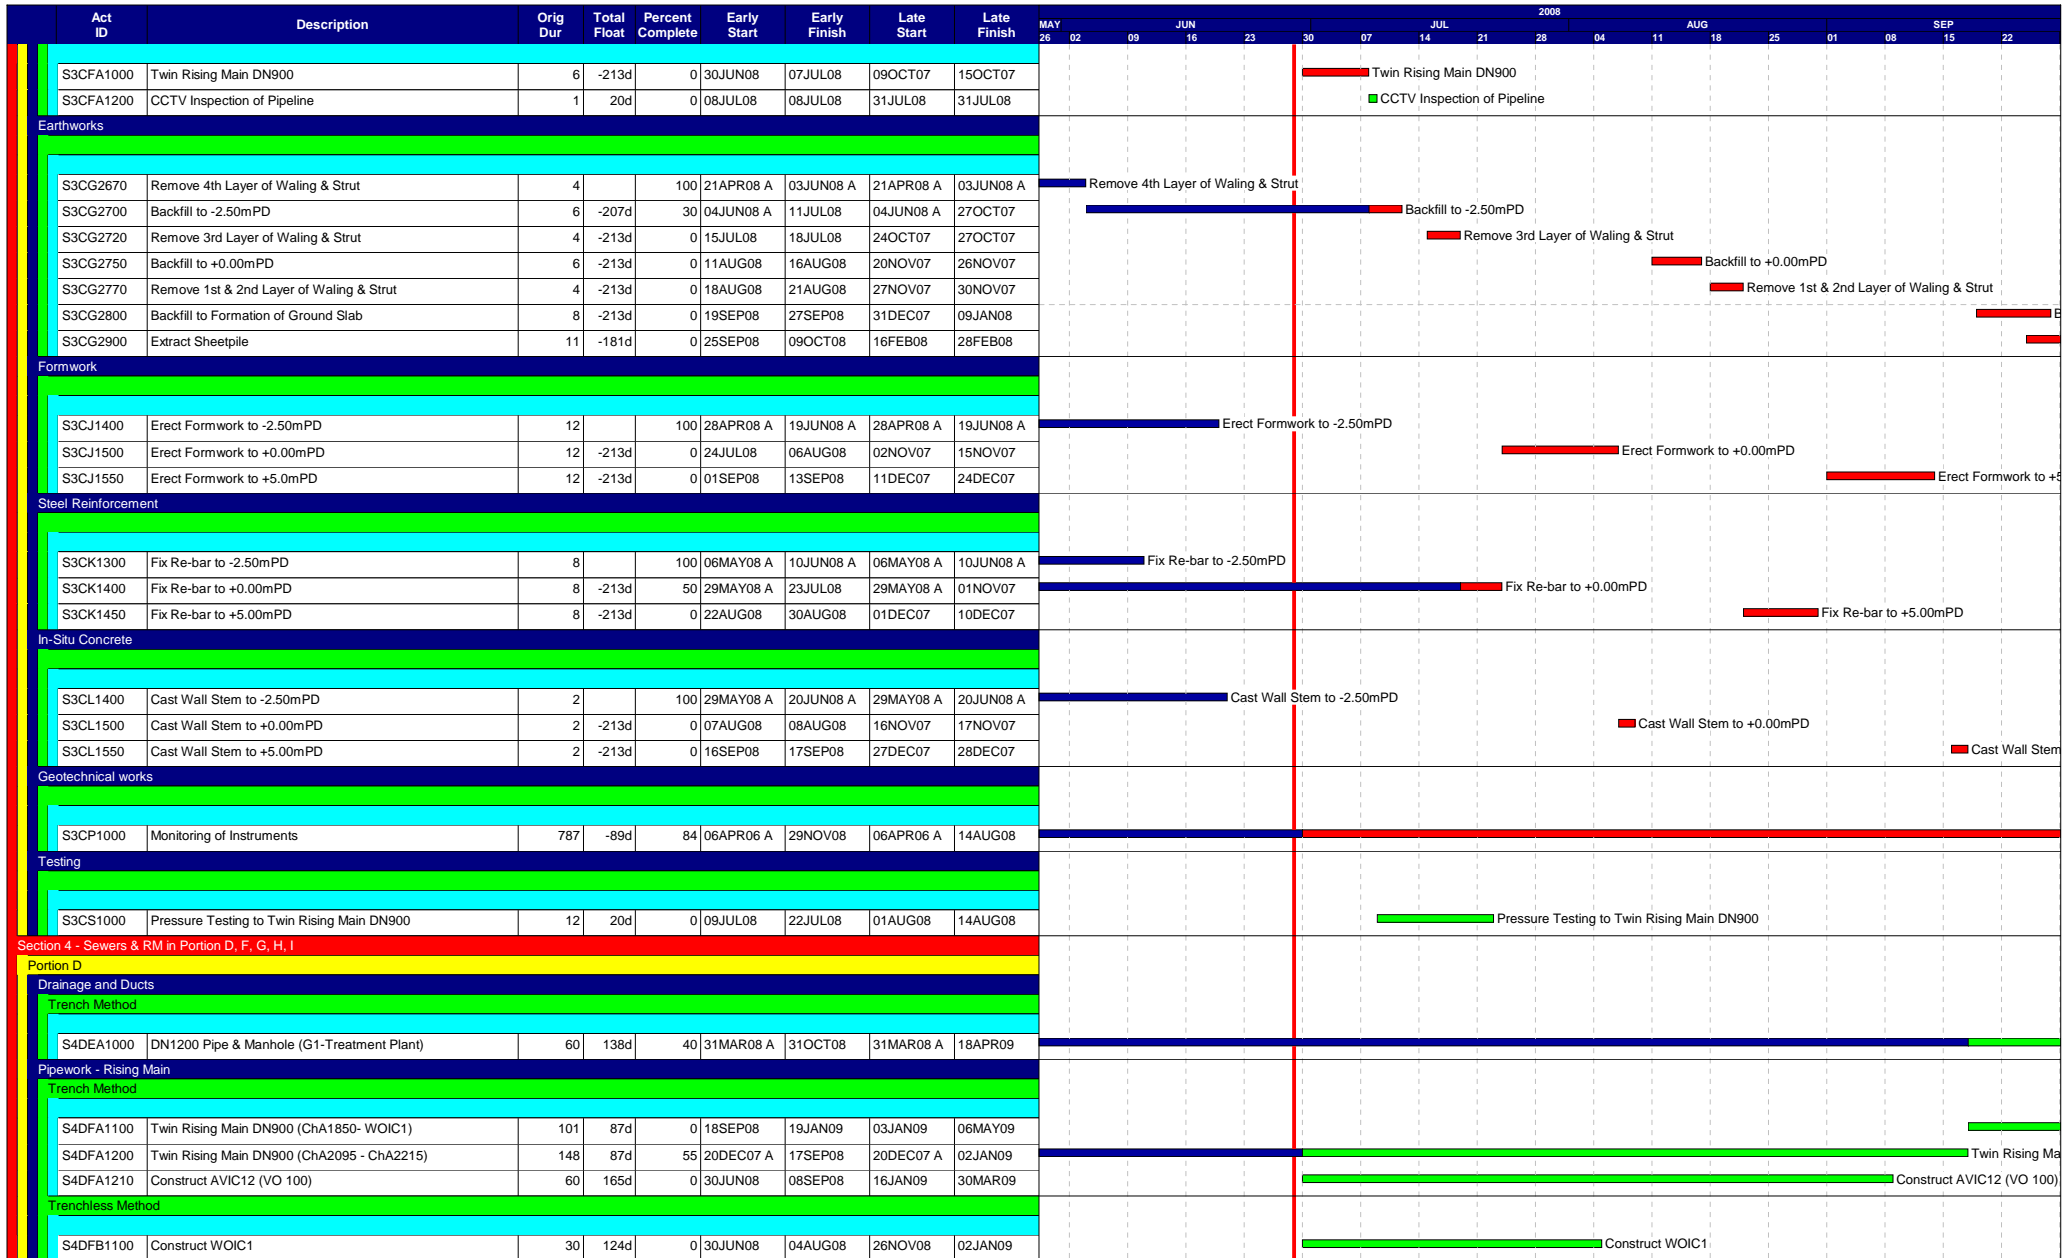 Act ID Description Orig Dur Total Float Percent Complete Early Start Early Finish Late Start Late Finish
2008
MAY JUN JUL AUG SEP
26 02 09 16 23 30 07 14 21 28 04 11 18 25 01 08 15 22
S3CFA1000 Twin Rising Main DN900 6 -213d 0 30JUN08 07JUL08 09OCT07 15OCT07 Twin Rising Main DN900
S3CFA1200 CCTV Inspection of Pipeline 1 20d 0 08JUL08 08JUL08 31JUL08 31JUL08 CCTV Inspection of Pipeline
Earthworks
S3CG2670 Remove 4th Layer of Waling & Strut 4 100 21APR08 A 03JUN08 A 21APR08 A 03JUN08 A Remove 4th Layer of Waling & Strut
S3CG2700 Backfill to -2.50mPD 6 -207d 30 04JUN08 A 11JUL08 04JUN08 A 27OCT07 Backfill to -2.50mPD
S3CG2720 Remove 3rd Layer of Waling & Strut 4 -213d 0 15JUL08 18JUL08 24OCT07 27OCT07 Remove 3rd Layer of Waling & Strut
S3CG2750 Backfill to +0.00mPD 6 -213d 0 11AUG08 16AUG08 20NOV07 26NOV07 Backfill to +0.00mPD
S3CG2770 Remove 1st & 2nd Layer of Waling & Strut 4 -213d 0 18AUG08 21AUG08 27NOV07 30NOV07 Remove 1st & 2nd Layer of Waling & Strut
S3CG2800 Backfill to Formation of Ground Slab 8 -213d 0 19SEP08 27SEP08 31DEC07 09JAN08
S3CG2900 Extract Sheetpile 11 -181d 0 25SEP08 09OCT08 16FEB08 28FEB08
Formwork
S3CJ1400 Erect Formwork to -2.50mPD 12 100 28APR08 A 19JUN08 A 28APR08 A 19JUN08 A Erect Formwork to -2.50mPD
S3CJ1500 Erect Formwork to +0.00mPD 12 -213d 0 24JUL08 06AUG08 02NOV07 15NOV07 Erect Formwork to +0.00mPD
S3CJ1550 Erect Formwork to +5.0mPD 12 -213d 0 01SEP08 13SEP08 11DEC07 24DEC07 Erect Formwork to +5
Steel Reinforcement
S3CK1300 Fix Re-bar to -2.50mPD 8 100 06MAY08 A 10JUN08 A 06MAY08 A 10JUN08 A Fix Re-bar to -2.50mPD
S3CK1400 Fix Re-bar to +0.00mPD 8 -213d 50 29MAY08 A 23JUL08 29MAY08 A 01NOV07 Fix Re-bar to +0.00mPD
S3CK1450 Fix Re-bar to +5.00mPD 8 -213d 0 22AUG08 30AUG08 01DEC07 10DEC07 Fix Re-bar to +5.00mPD
In-Situ Concrete
S3CL1400 Cast Wall Stem to -2.50mPD 2 100 29MAY08 A 20JUN08 A 29MAY08 A 20JUN08 A Cast Wall Stem to -2.50mPD
S3CL1500 Cast Wall Stem to +0.00mPD 2 -213d 0 07AUG08 08AUG08 16NOV07 17NOV07 Cast Wall Stem to +0.00mPD
S3CL1550 Cast Wall Stem to +5.00mPD 2 -213d 0 16SEP08 17SEP08 27DEC07 28DEC07 Cast Wall Stem
Geotechnical works
S3CP1000 Monitoring of Instruments 787 -89d 84 06APR06 A 29NOV08 06APR06 A 14AUG08
Testing
S3CS1000 Pressure Testing to Twin Rising Main DN900 12 20d 0 09JUL08 22JUL08 01AUG08 14AUG08 Pressure Testing to Twin Rising Main DN900
Section 4 - Sewers & RM in Portion D, F, G, H, I
Portion D
Drainage and Ducts
Trench Method
S4DEA1000 DN1200 Pipe & Manhole (G1-Treatment Plant) 60 138d 40 31MAR08 A 31OCT08 31MAR08 A 18APR09
Pipework - Rising Main
Trench Method
S4DFA1100 Twin Rising Main DN900 (ChA1850- WOIC1) 101 87d 0 18SEP08 19JAN09 03JAN09 06MAY09
S4DFA1200 Twin Rising Main DN900 (ChA2095 - ChA2215) 148 87d 55 20DEC07 A 17SEP08 20DEC07 A 02JAN09 Twin Rising Ma
S4DFA1210 Construct AVIC12 (VO 100) 60 165d 0 30JUN08 08SEP08 16JAN09 30MAR09 Construct AVIC12 (VO 100)
Trenchless Method
S4DFB1100 Construct WOIC1 30 124d 0 30JUN08 04AUG08 26NOV08 02JAN09 Construct WOIC1